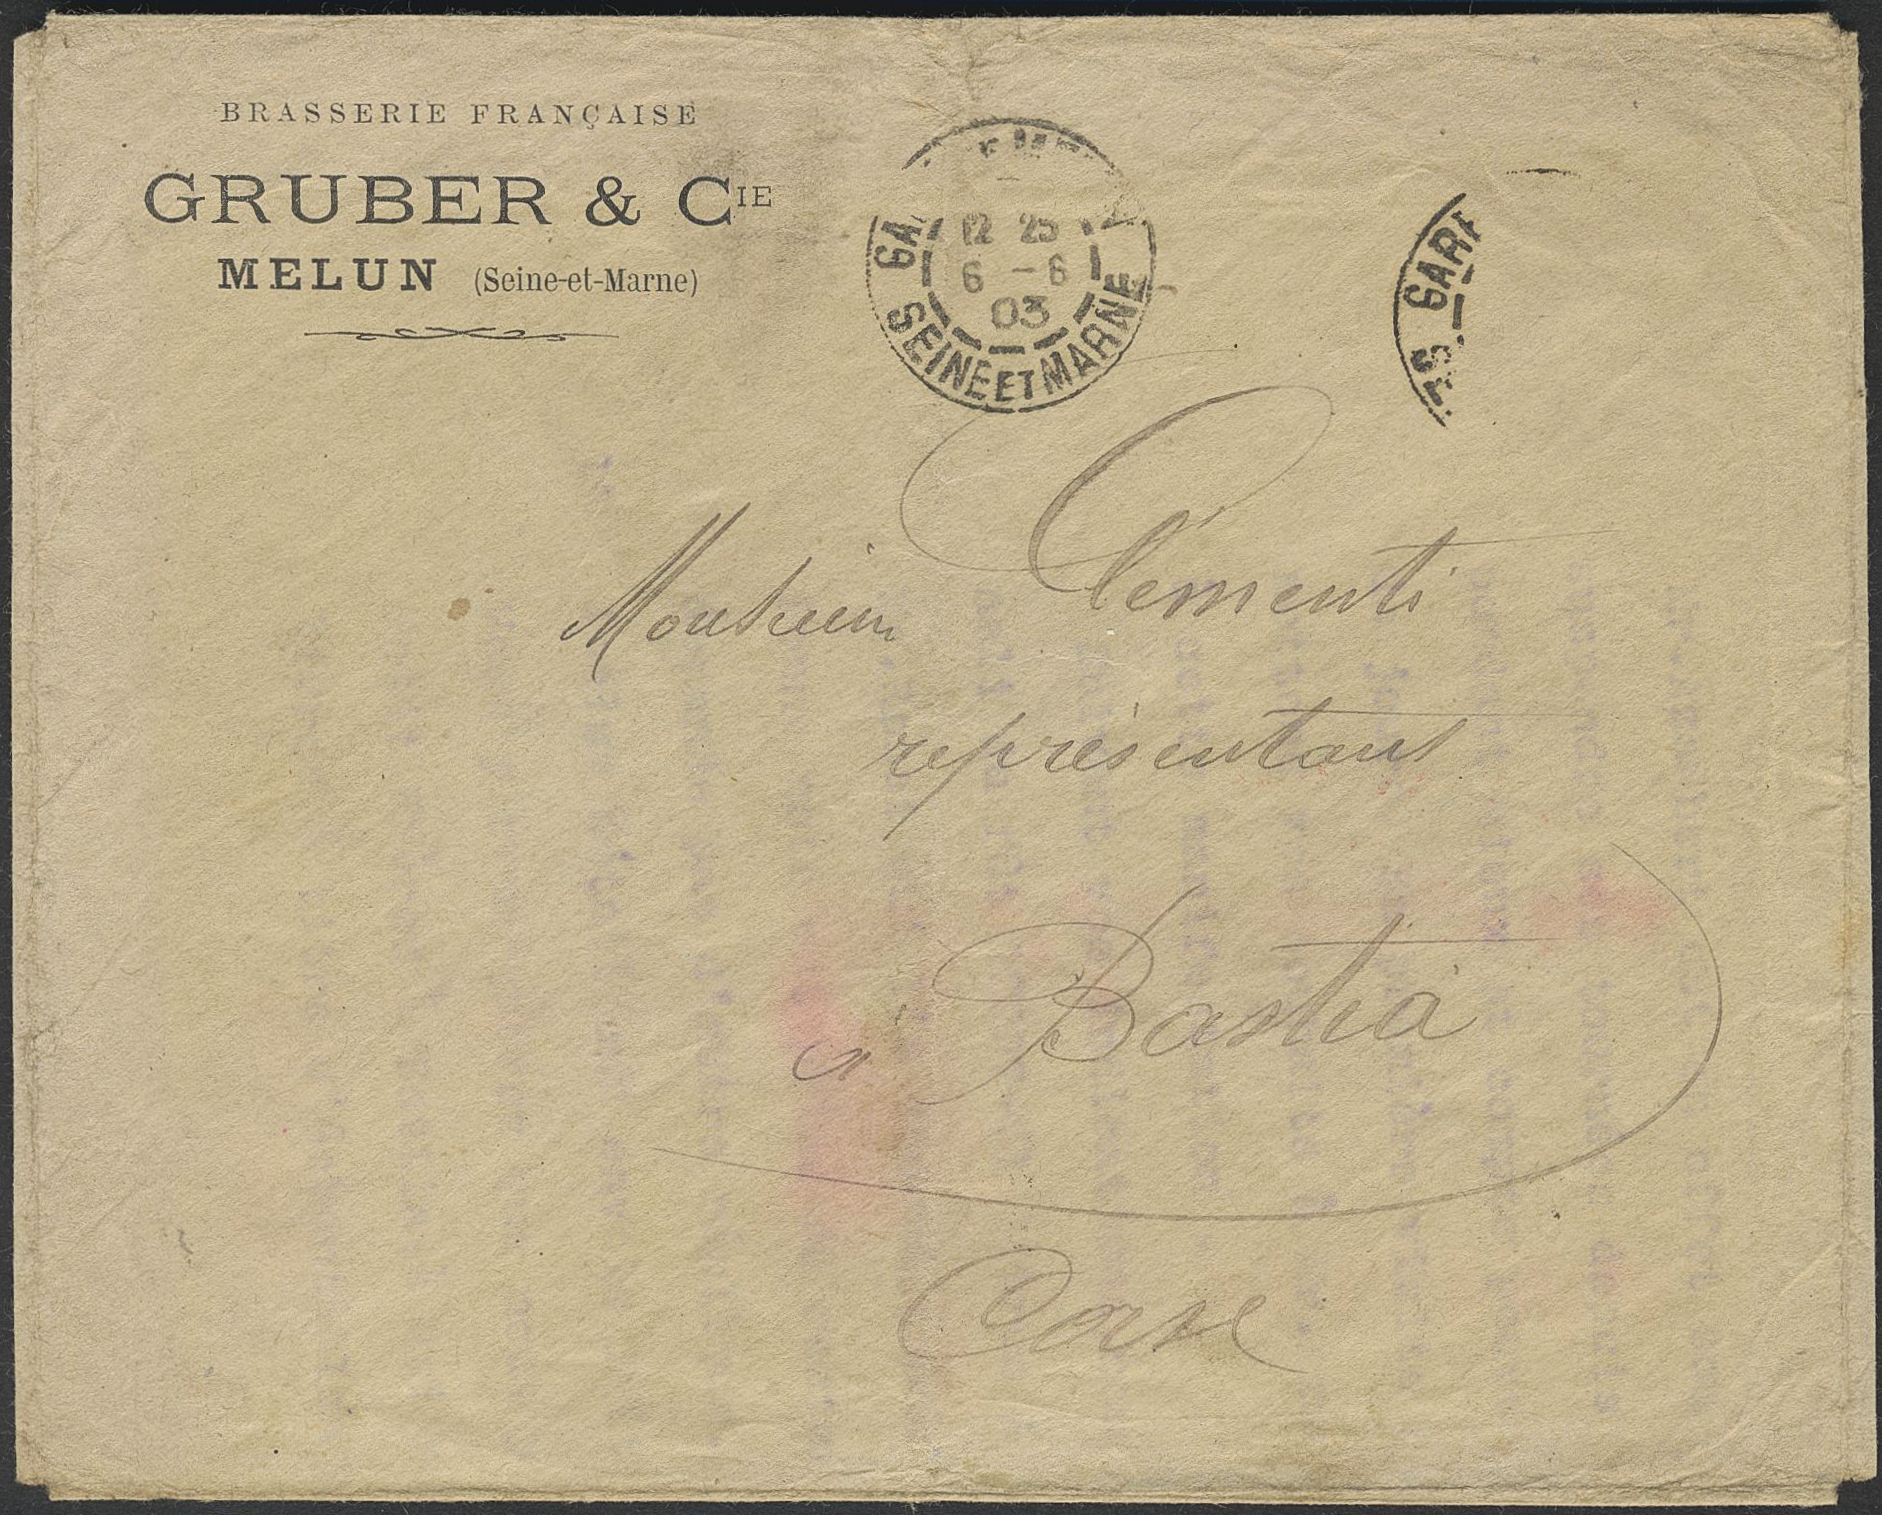 BRASSERIE FRANÇAISE
GRUBER & CIE
MELUN (Seine-et-Marne)
12 25
6 - 6
03
SEINE ET MARNE
GARE
Monsieur Clementi
représentant
à Bastia
Corse